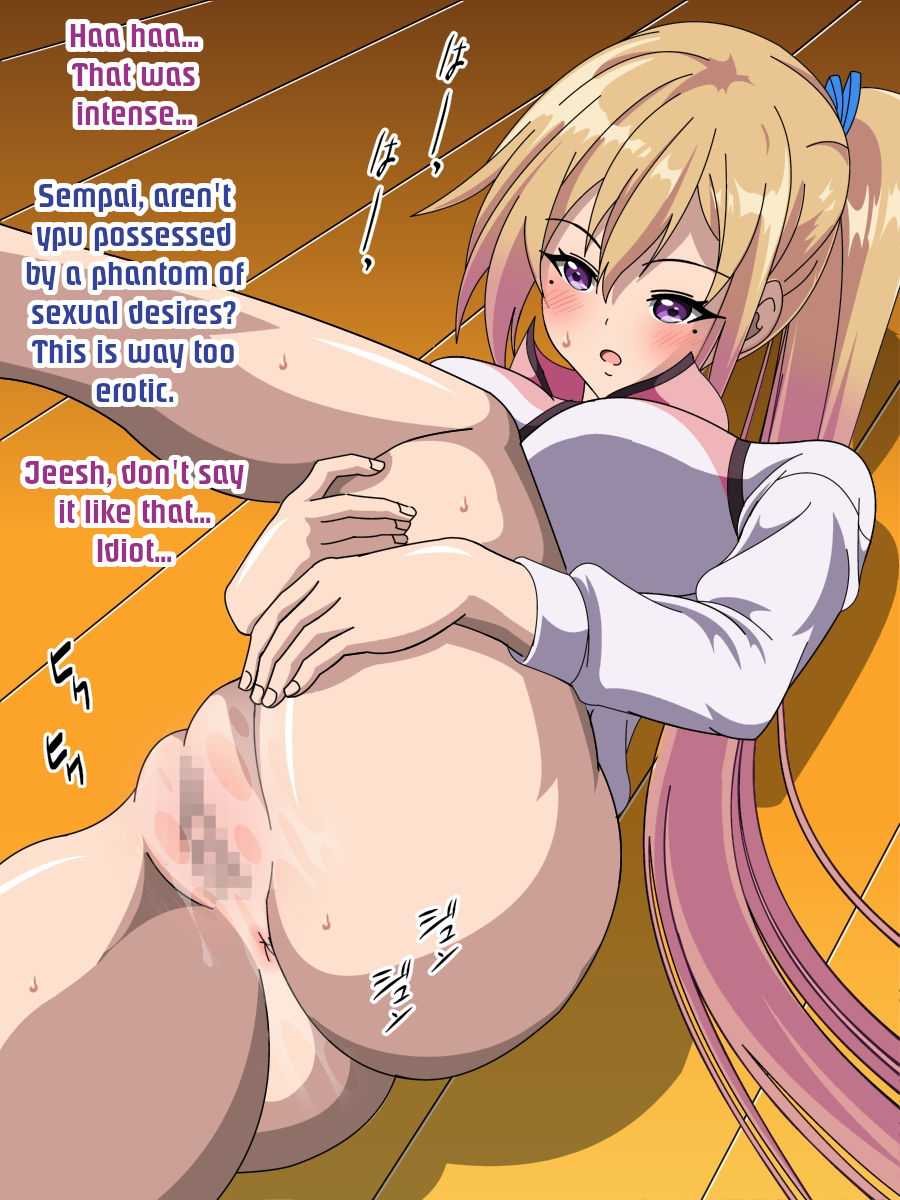 Haa haa...
That was
intense...
Sempai, aren't
ypu possessed
by a phantom of
sexual desires?
This is way too
erotic.
Jeesh, don't say
it like that...
Idiot...
はー，
はー，
ヒク
ヒク